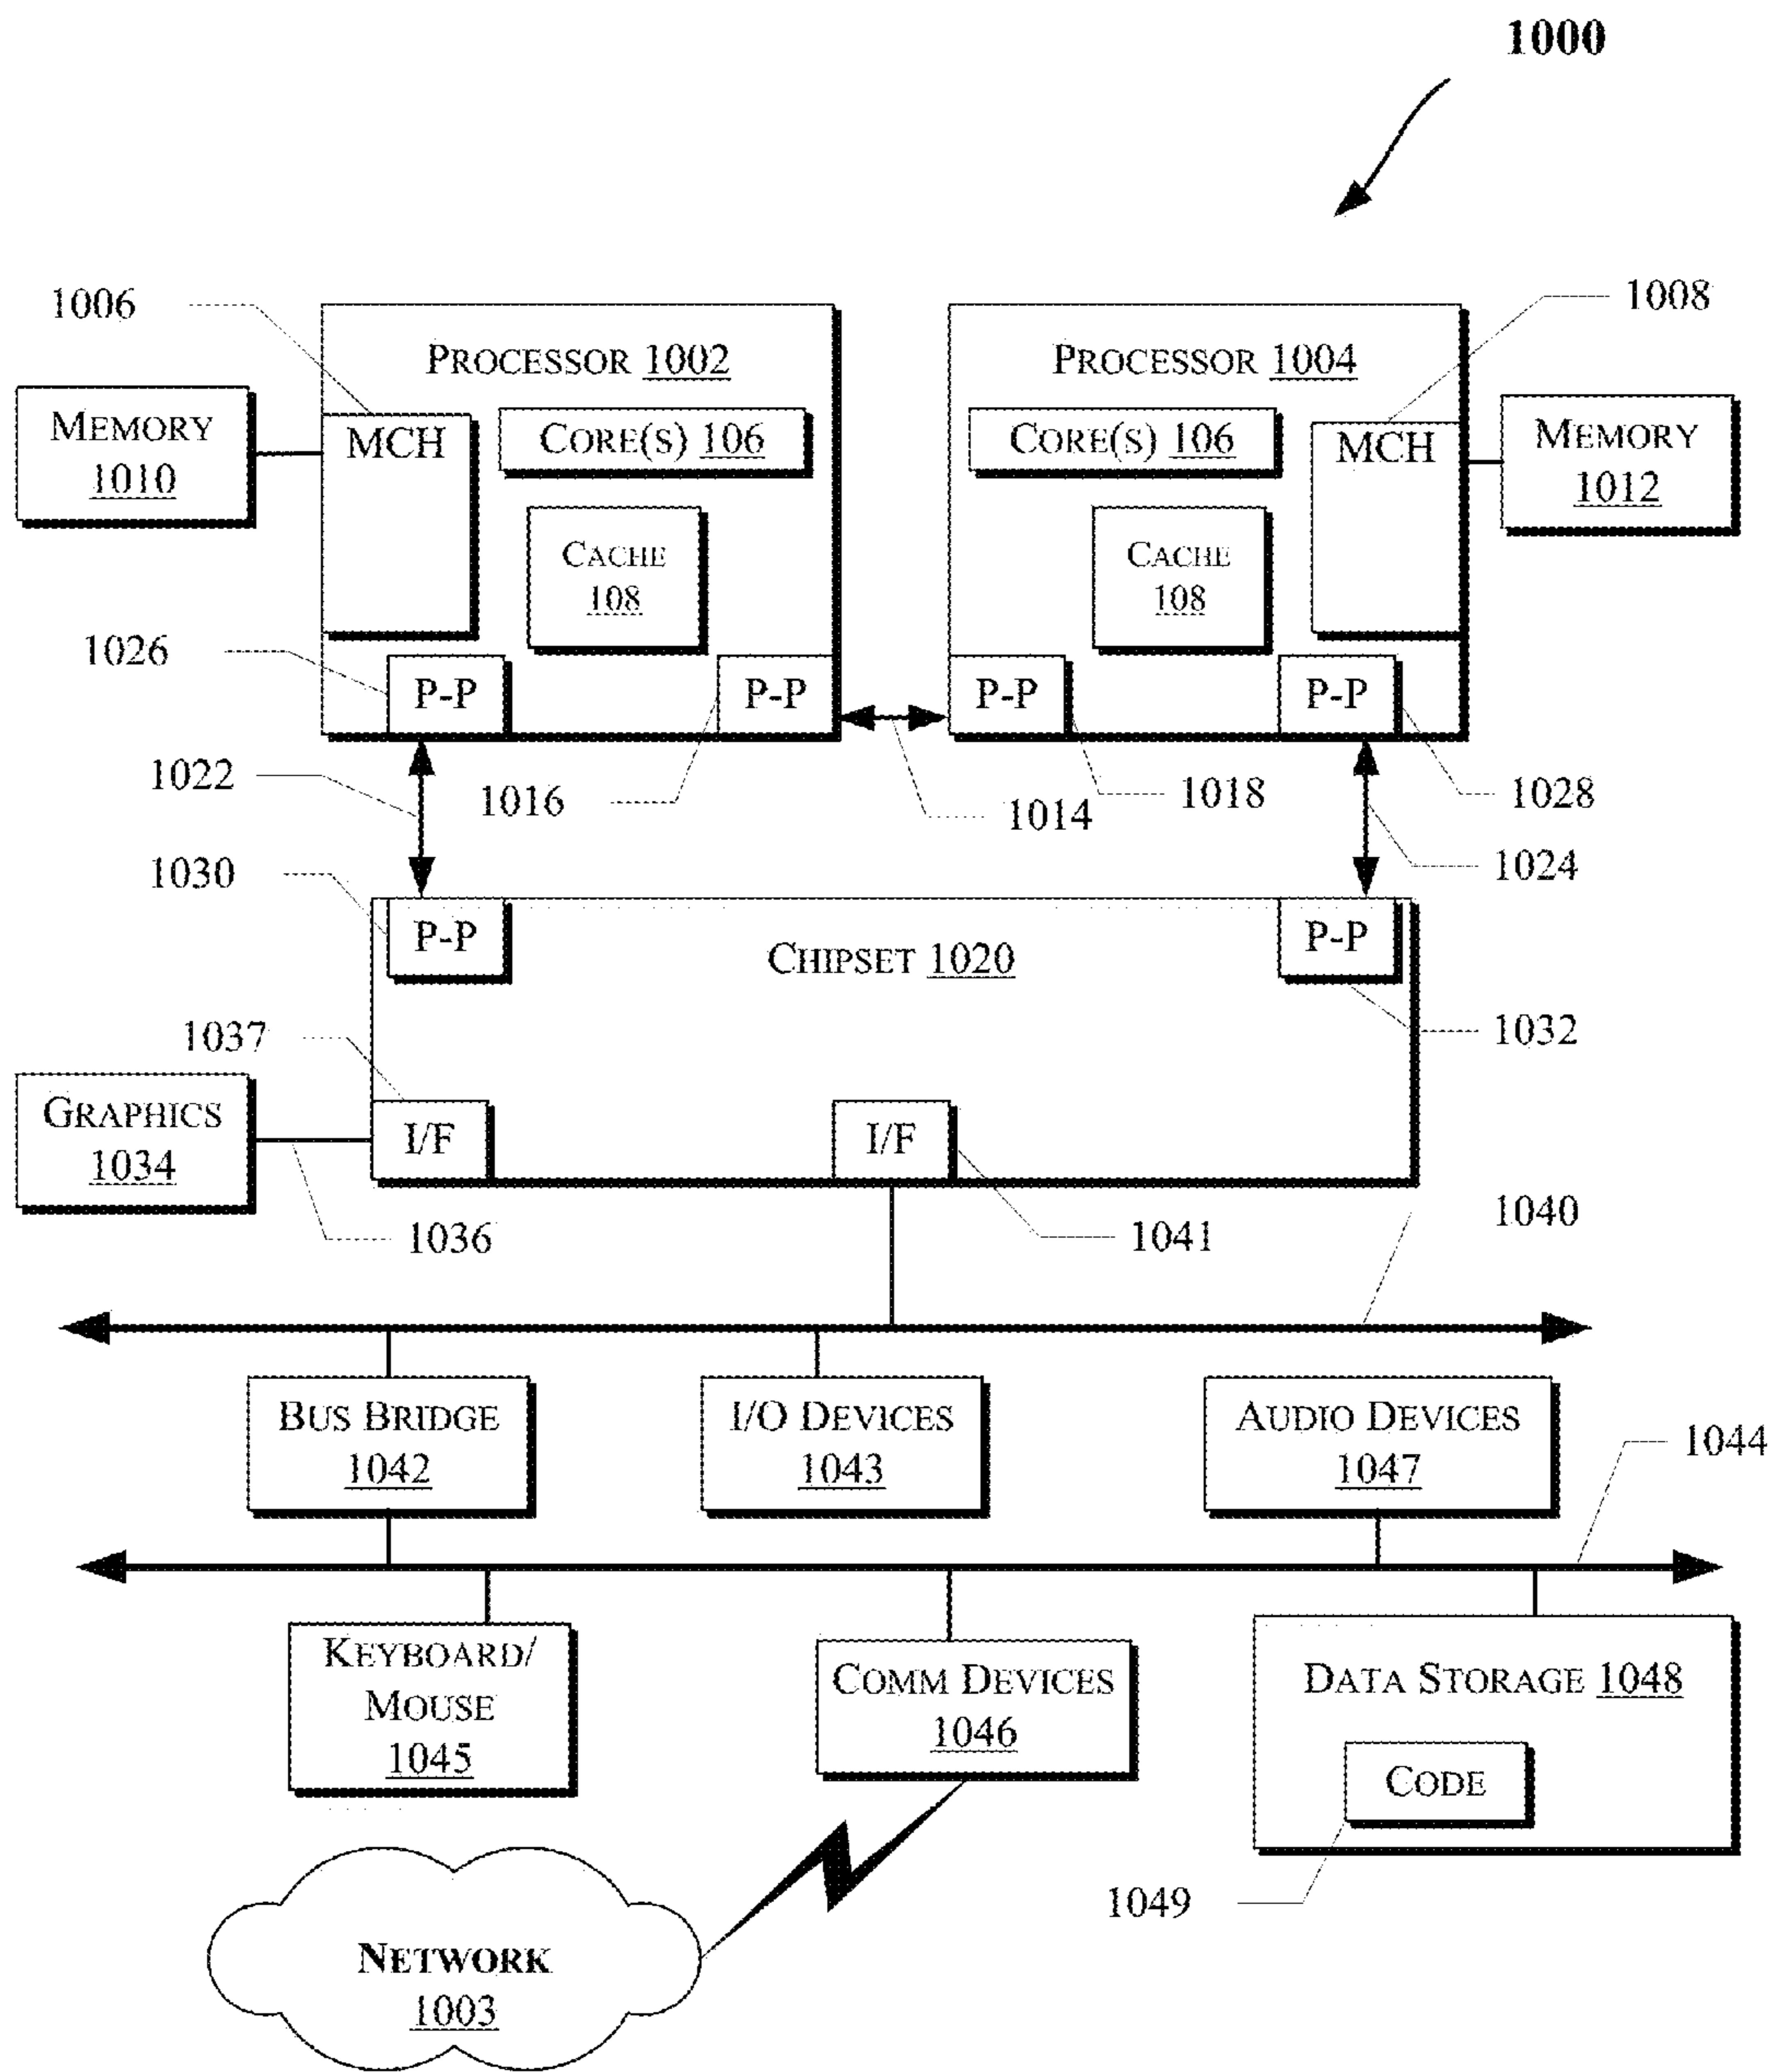 1000
1006
1008
PROCESSOR 1002
PROCESSOR 1004
MEMORY
1010
MCH
CORE(S) 106
CORE(S) 106
MCH
MEMORY
1012
CACHE
108
CACHE
108
1026
P-P
P-P
P-P
P-P
1022
1016
1014
1018
1028
1024
1030
P-P
CHIPSET 1020
P-P
1032
1037
GRAPHICS
1034
I/F
I/F
1036
1041
1040
BUS BRIDGE
1042
I/O DEVICES
1043
AUDIO DEVICES
1047
1044
KEYBOARD/
MOUSE
1045
COMM DEVICES
1046
DATA STORAGE 1048
CODE
1049
NETWORK
1003